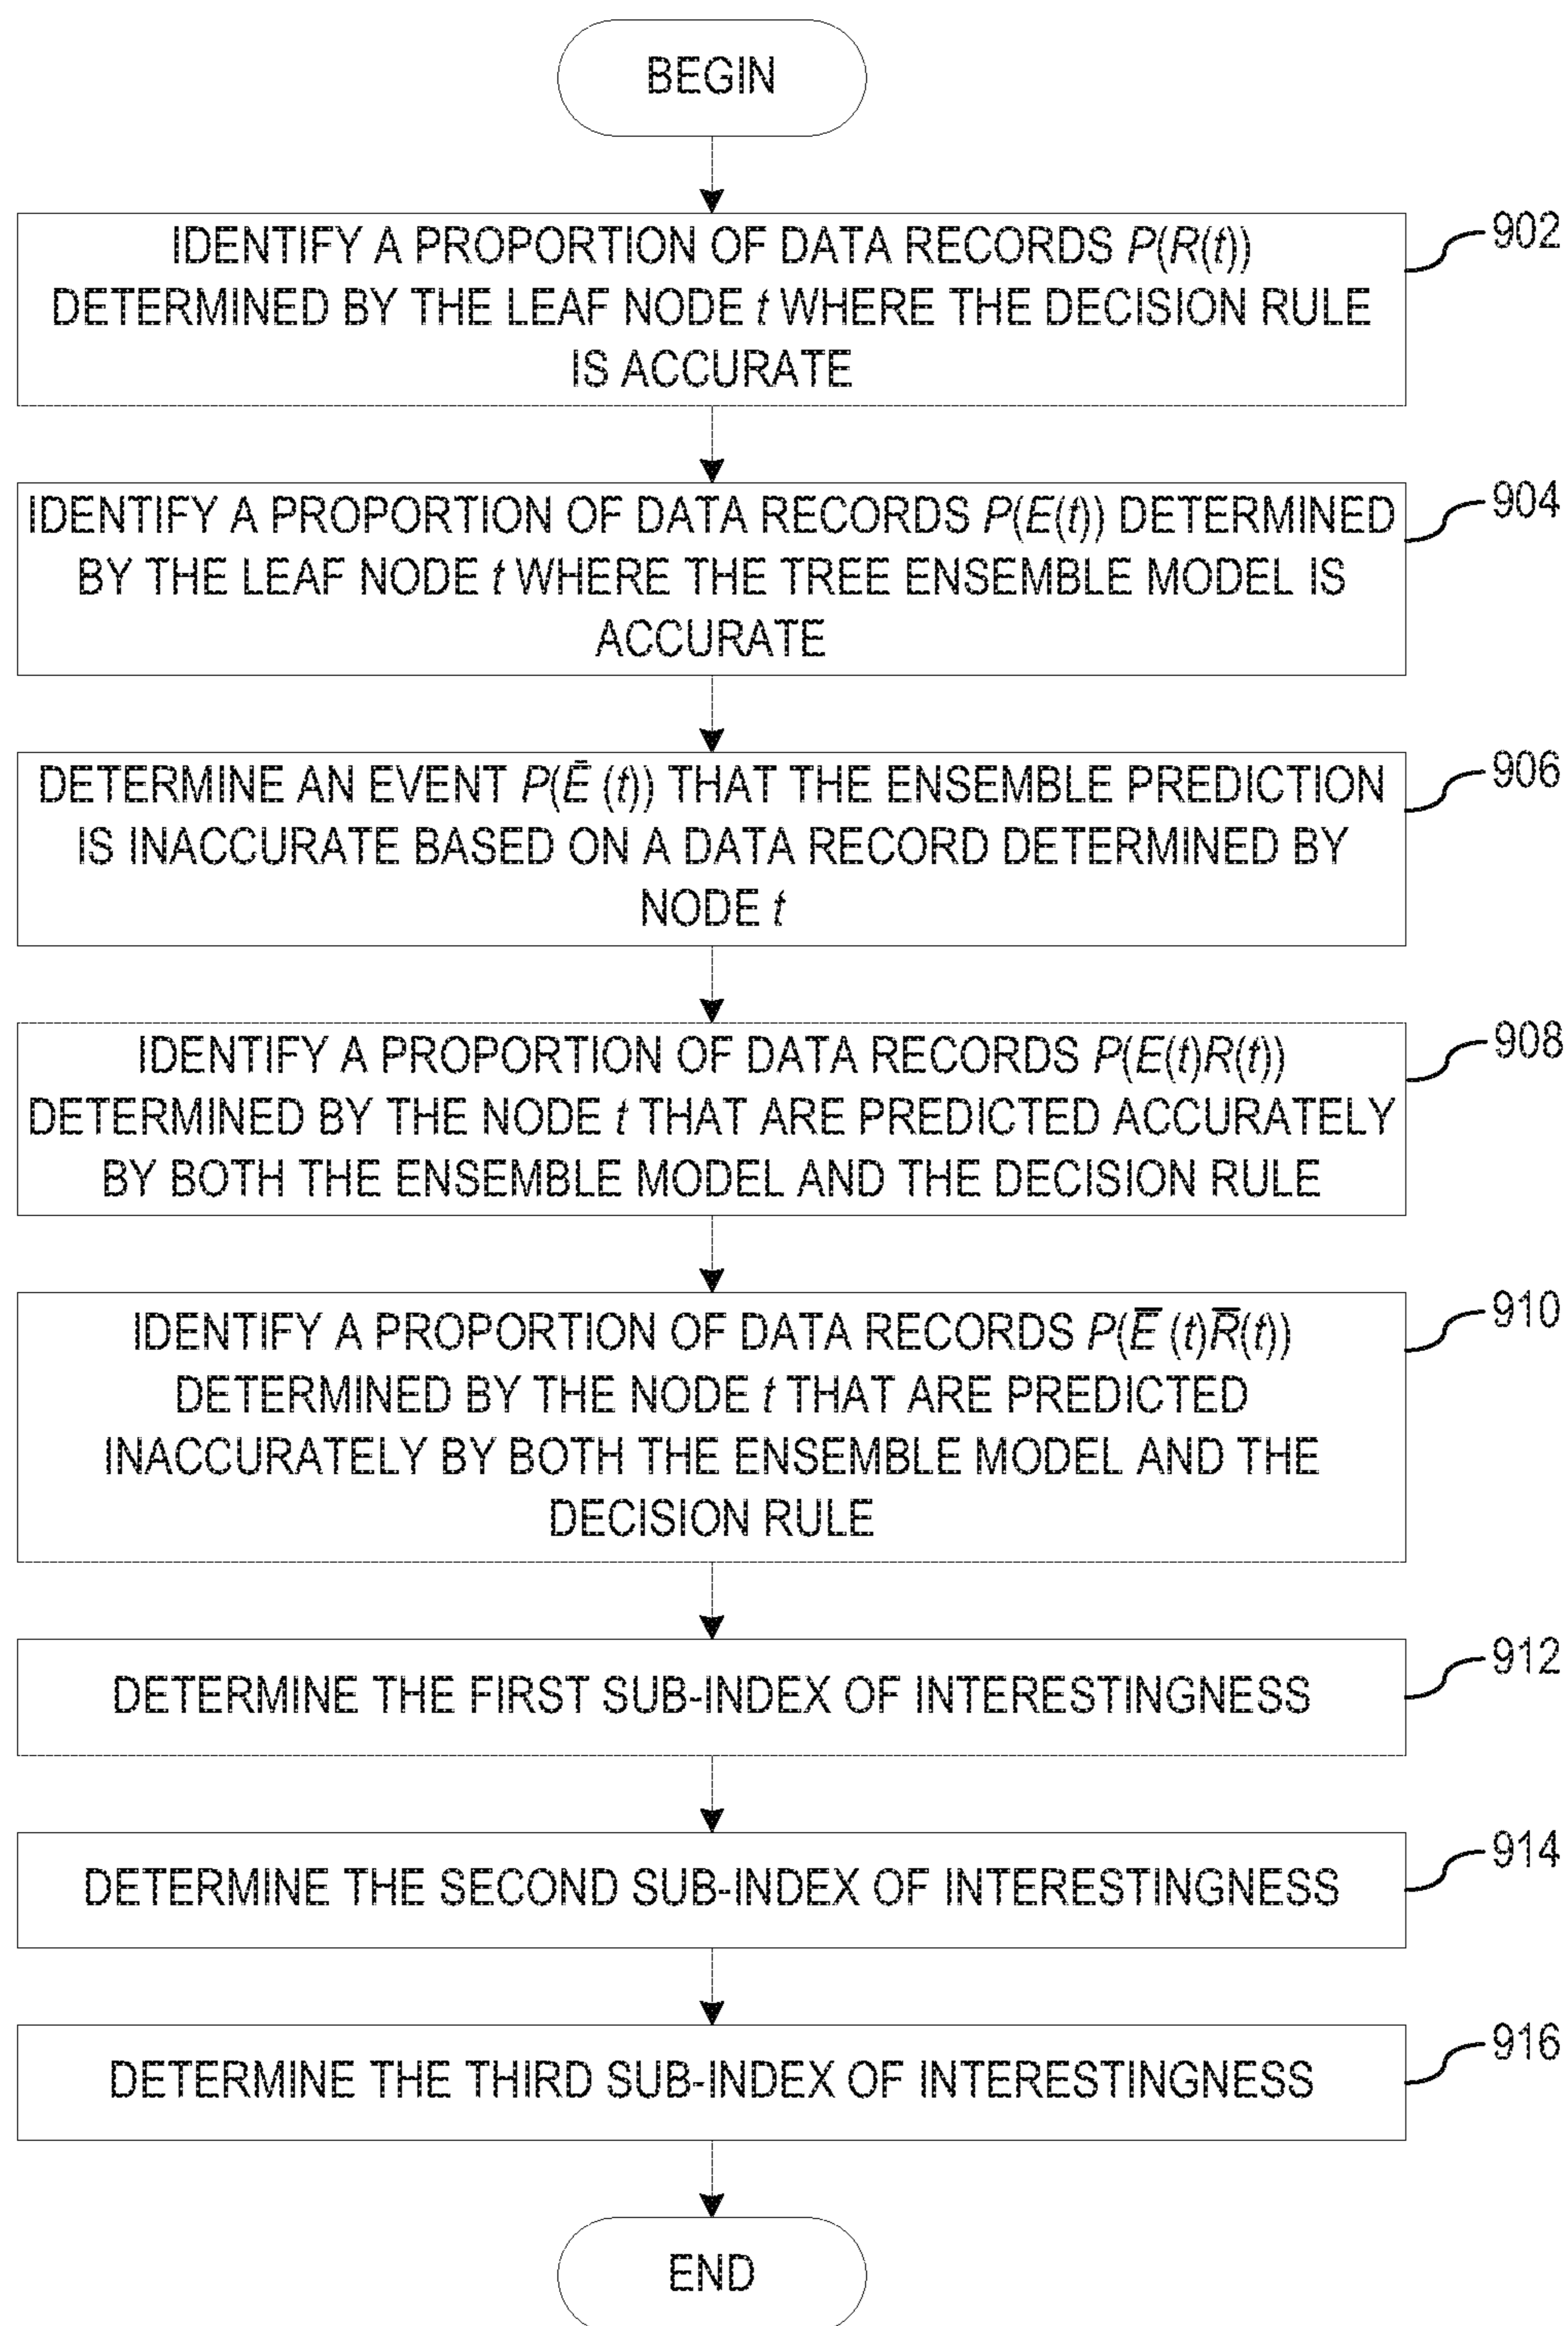 BEGIN
IDENTIFY A PROPORTION OF DATA RECORDS P(R(t))
DETERMINED BY THE LEAF NODE t WHERE THE DECISION RULE
IS ACCURATE
902
IDENTIFY A PROPORTION OF DATA RECORDS P(E(t)) DETERMINED
BY THE LEAF NODE t WHERE THE TREE ENSEMBLE MODEL IS
ACCURATE
904
DETERMINE AN EVENT P(Ē (t)) THAT THE ENSEMBLE PREDICTION
IS INACCURATE BASED ON A DATA RECORD DETERMINED BY
NODE t
906
IDENTIFY A PROPORTION OF DATA RECORDS P(E(t)R(t))
DETERMINED BY THE NODE t THAT ARE PREDICTED ACCURATELY
BY BOTH THE ENSEMBLE MODEL AND THE DECISION RULE
908
IDENTIFY A PROPORTION OF DATA RECORDS P(Ē (t)R̄(t))
DETERMINED BY THE NODE t THAT ARE PREDICTED
INACCURATELY BY BOTH THE ENSEMBLE MODEL AND THE
DECISION RULE
910
DETERMINE THE FIRST SUB-INDEX OF INTERESTINGNESS
912
DETERMINE THE SECOND SUB-INDEX OF INTERESTINGNESS
914
DETERMINE THE THIRD SUB-INDEX OF INTERESTINGNESS
916
END